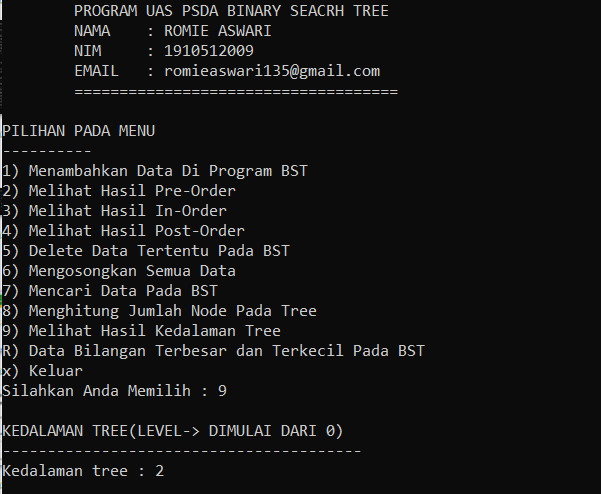 PROGRAM UAS PSDA BINARY SEACRH TREE
NAMA : ROMIE ASWARI
NIM : 1910512009
EMAIL : romieaswari135@gmail.com
====================================
PILIHAN PADA MENU
----------
1) Menambahkan Data Di Program BST
2) Melihat Hasil Pre-Order
3) Melihat Hasil In-Order
4) Melihat Hasil Post-Order
5) Delete Data Tertentu Pada BST
6) Mengosongkan Semua Data
7) Mencari Data Pada BST
8) Menghitung Jumlah Node Pada Tree
9) Melihat Hasil Kedalaman Tree
R) Data Bilangan Terbesar dan Terkecil Pada BST
x) Keluar
Silahkan Anda Memilih : 9
KEDALAMAN TREE(LEVEL-> DIMULAI DARI 0)
----------------------------------------
Kedalaman tree : 2